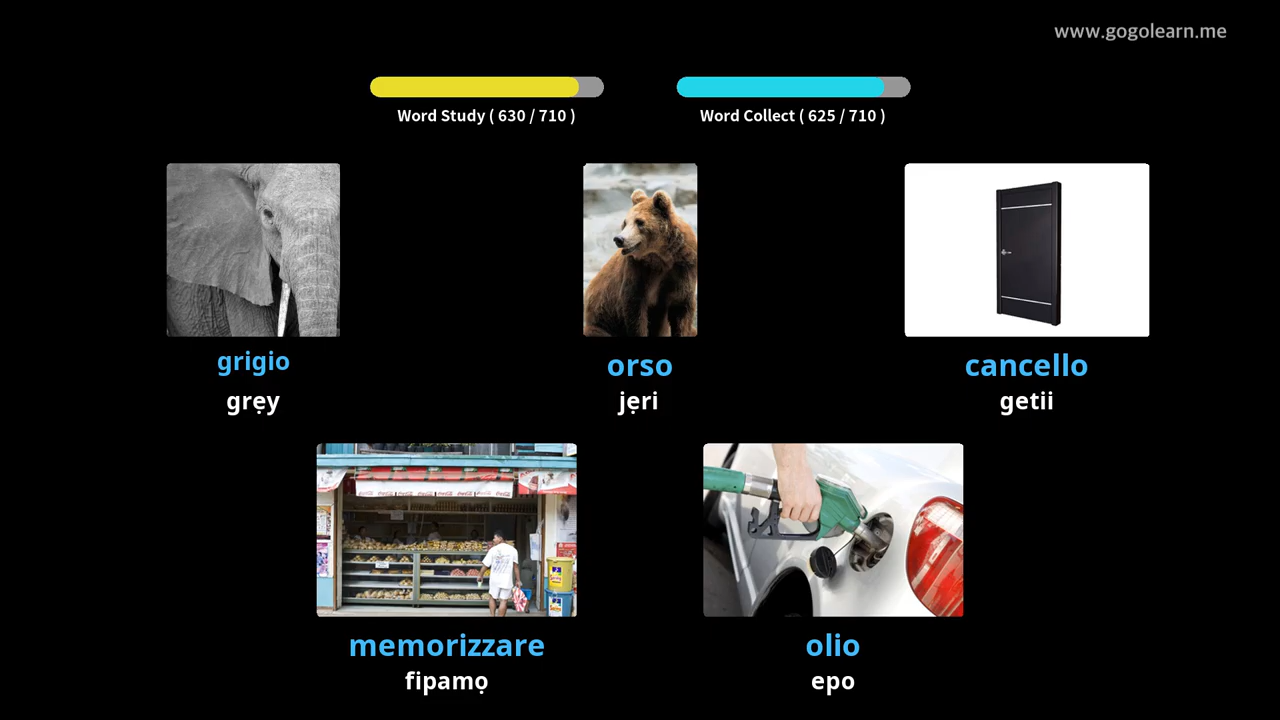 www.gogolearn.me
Word Study ( 630 / 710 )
Word Collect ( 625 / 710 )
grigio
grẹy
orso
jẹri
cancello
getii
memorizzare
fipamọ
olio
epo